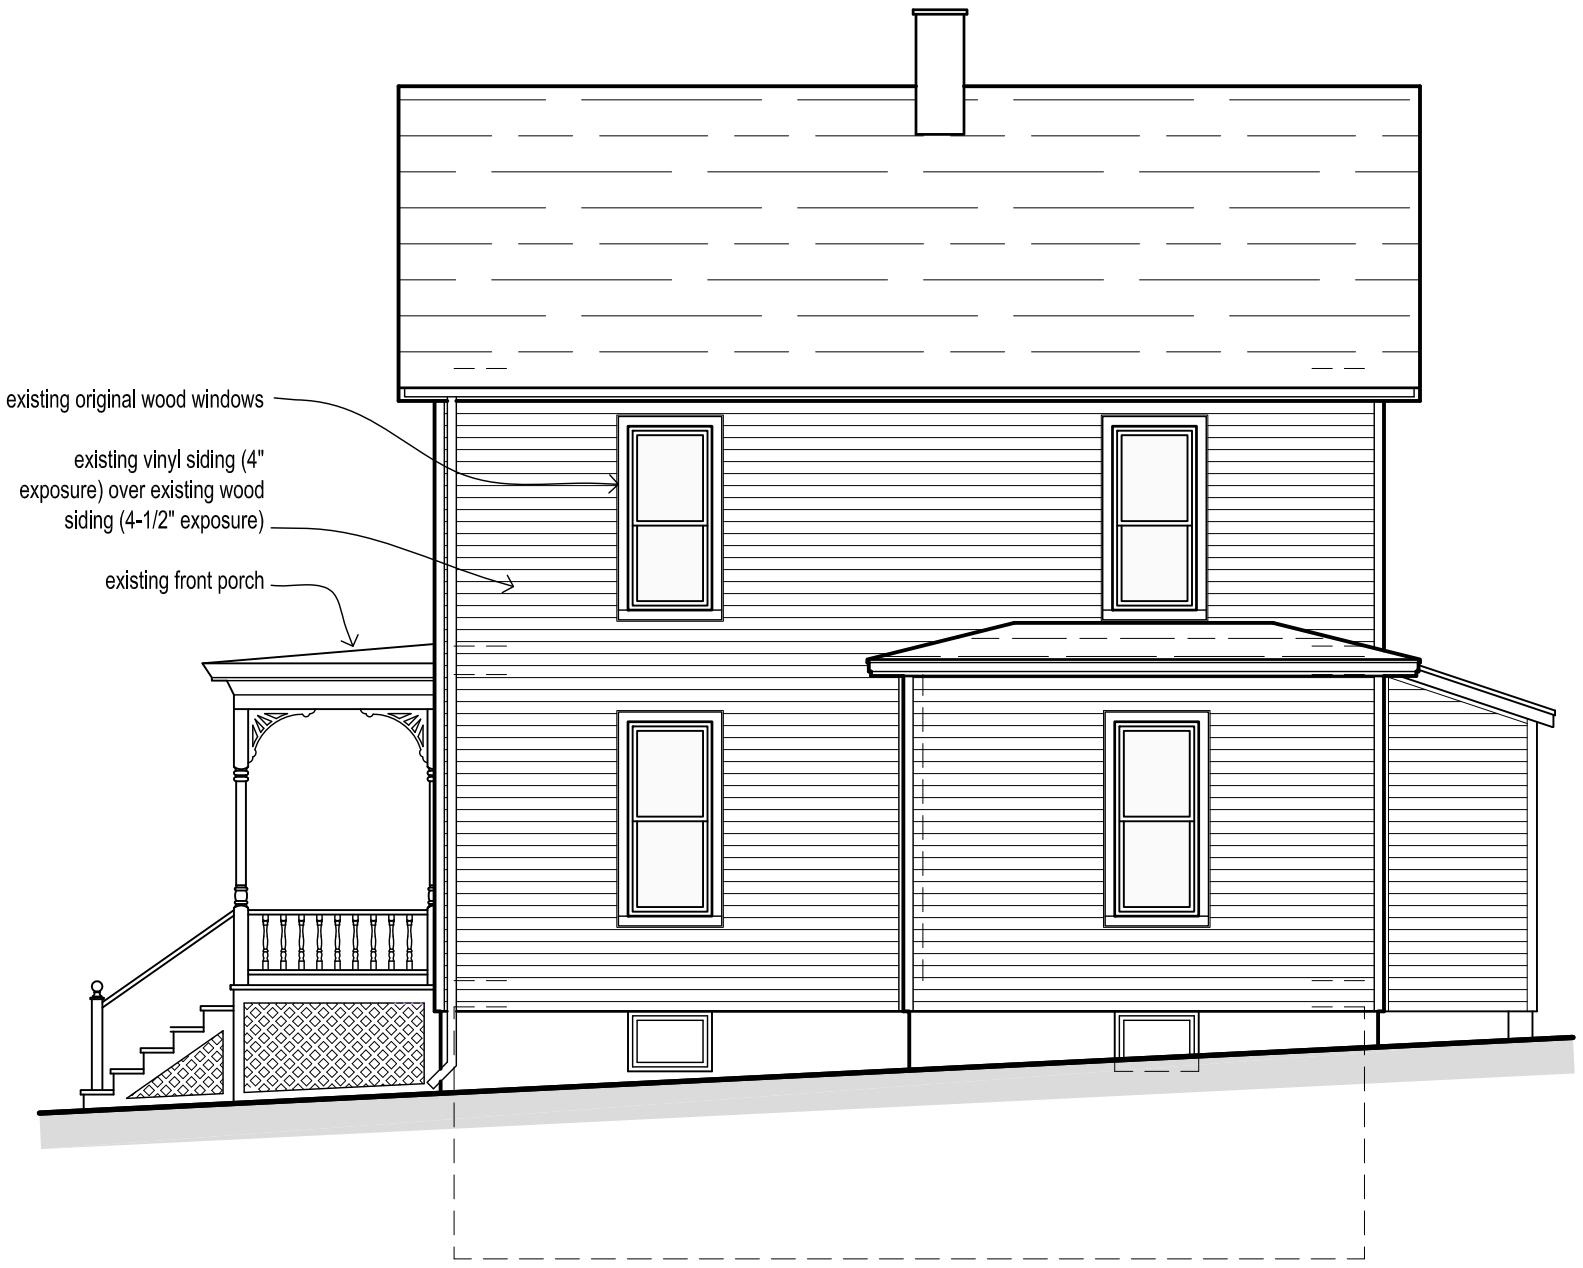 existing original wood windows
existing vinyl siding (4"
exposure) over existing wood
siding (4-1/2" exposure)
existing front porch